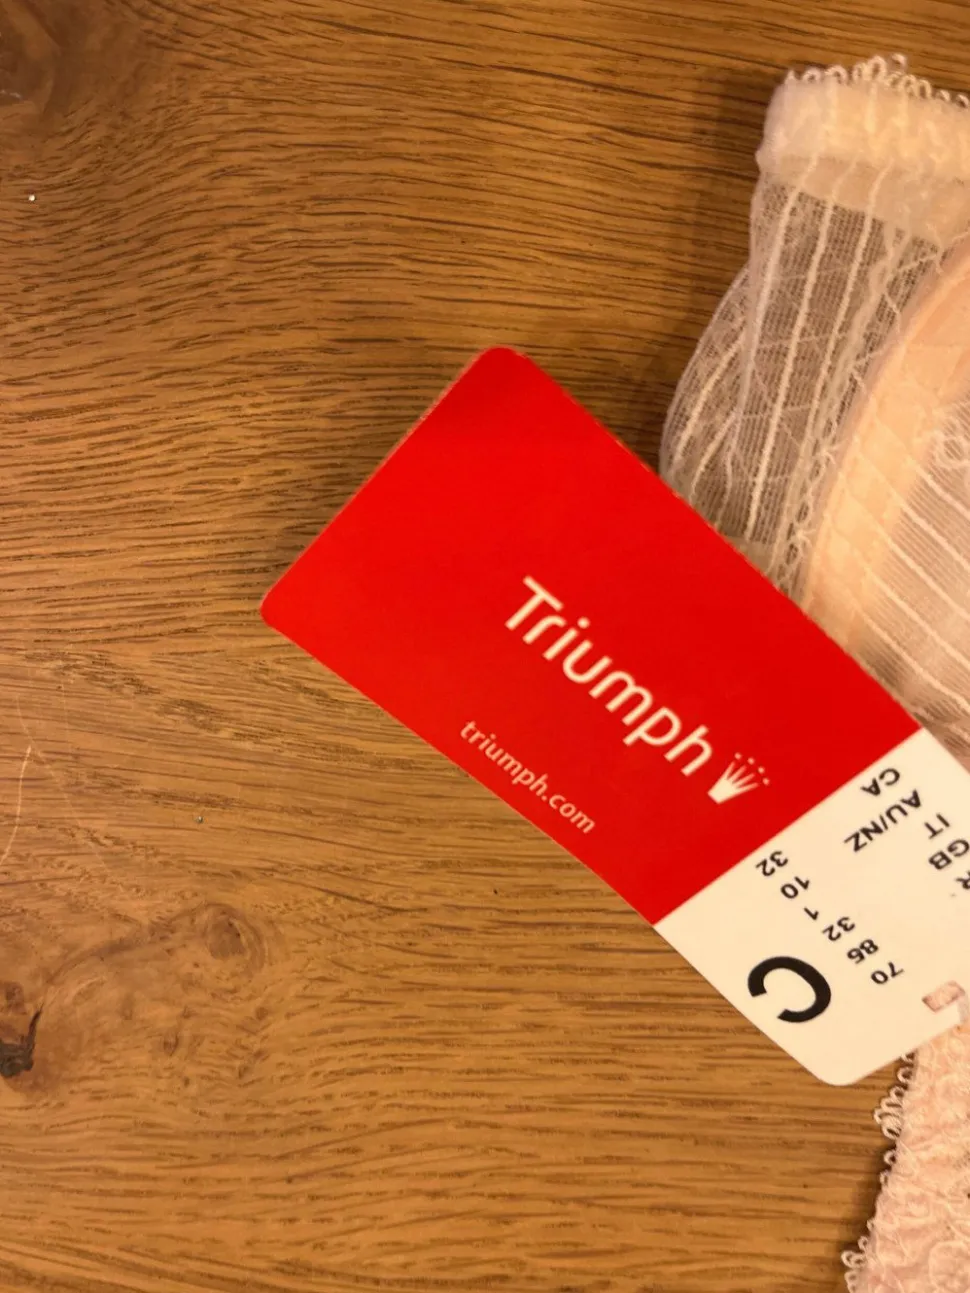 Triumph
triumph.com
C
70
85
32
1
10
32
GB
IT
AU/NZ
CA